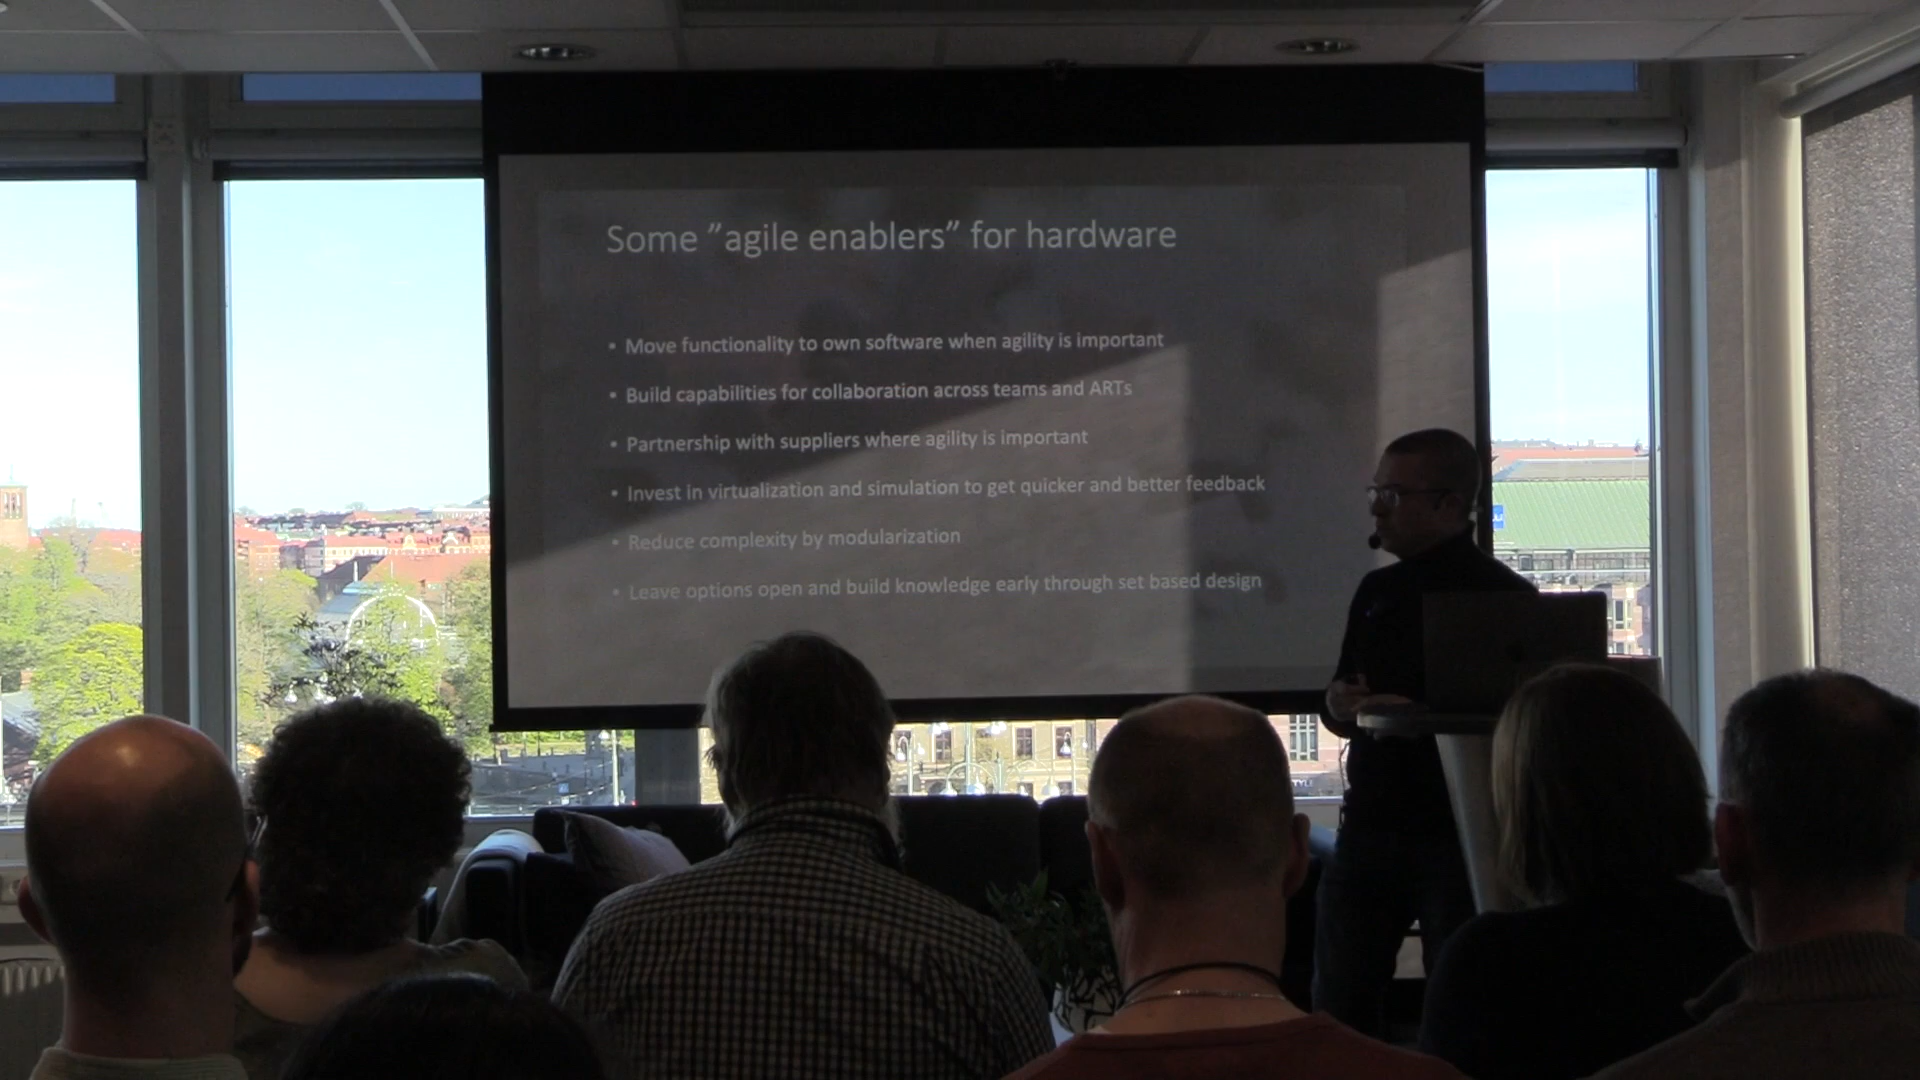 Some ”agile enablers” for hardware
• Move functionality to own software when agility is important
• Build capabilities for collaboration across teams and ARTs
• Partnership with suppliers where agility is important
• Invest in virtualization and simulation to get quicker and better feedback
• Reduce complexity by modularization
• Leave options open and build knowledge early through set based design